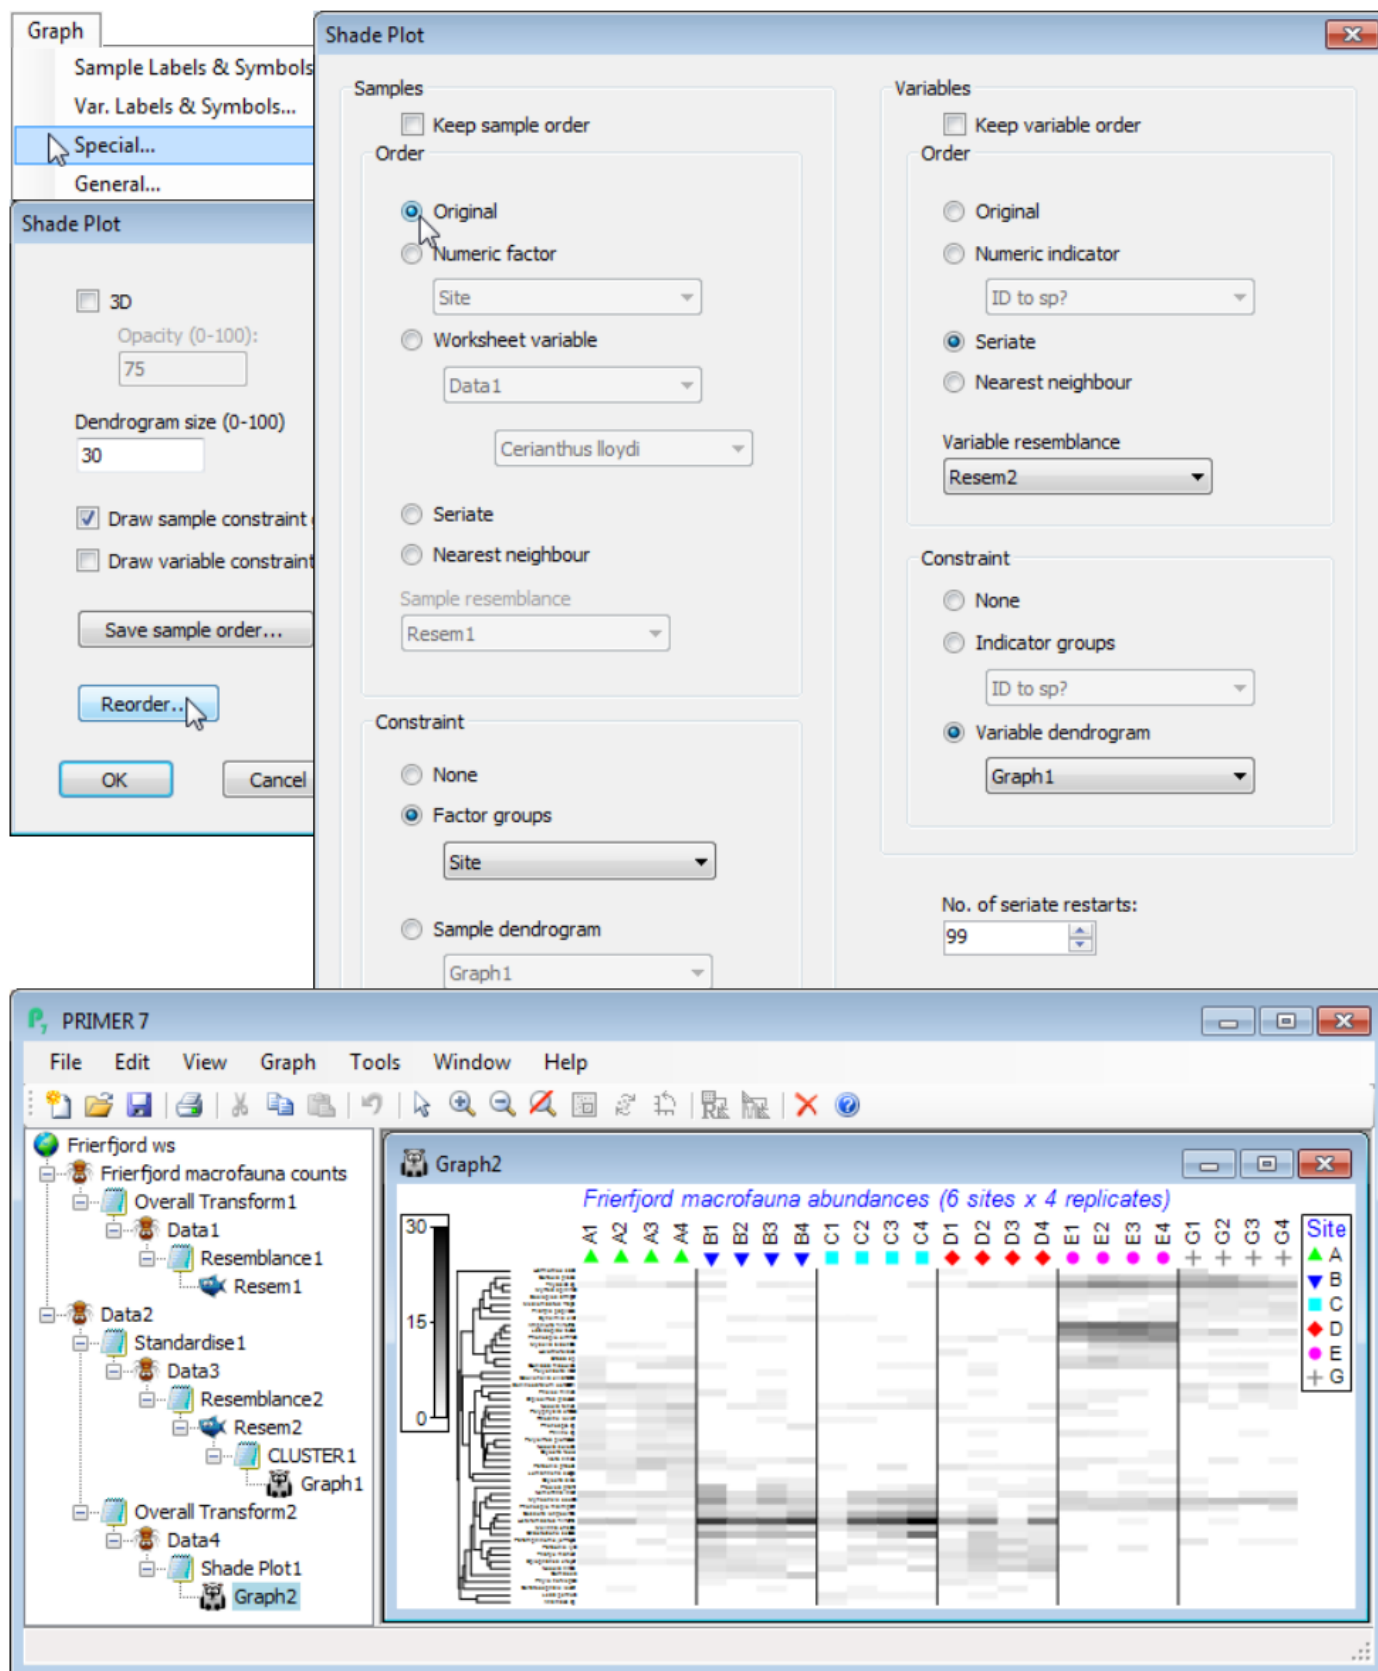 Graph
Sample Labels & Symbols
Var. Labels & Symbols...
Special...
General...
Shade Plot
3D
Opacity (0-100):
75
Dendrogram size (0-100)
30
Draw sample constraint
Draw variable constraint
Save sample order...
Reorder...
OK
Cancel
Shade Plot
Samples
Keep sample order
Order
Original
Numeric factor
Site
Worksheet variable
Data1
Cerianthus lloydi
Seriate
Nearest neighbour
Sample resemblance
Resem1
Constraint
None
Factor groups
Site
Sample dendrogram
Graph1
Variables
Keep variable order
Order
Original
Numeric indicator
ID to sp?
Seriate
Nearest neighbour
Variable resemblance
Resem2
Constraint
None
Indicator groups
ID to sp?
Variable dendrogram
Graph1
No. of seriate restarts:
99
PRIMER 7
File Edit View Graph Tools Window Help
Frierfjord ws
Frierfjord macrofauna counts
Overall Transform1
Data1
Resemblance1
Resem1
Data2
Standardise1
Data3
Resemblance2
Resem2
CLUSTER1
Graph1
Overall Transform2
Data4
Shade Plot1
Graph2
Graph2
Frierfjord macrofauna abundances (6 sites x 4 replicates)
30
15
0
A1 A2 A3 A4 B1 B2 B3 B4 C1 C2 C3 C4 D1 D2 D3 D4 E1 E2 E3 E4 G1 G2 G3 G4
Site
A
B
C
D
E
G